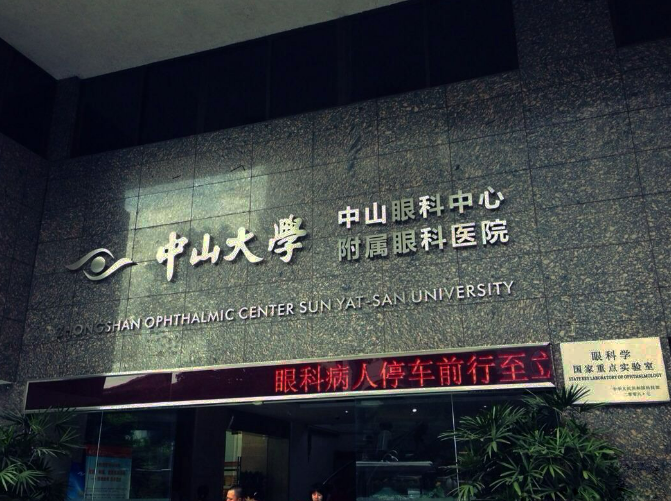 中山大學
中山眼科中心
附属眼科医院
ZHONGSHAN OPHTHALMIC CENTER SUN YAT-SAN UNIVERSITY
眼科病人停车前行至立
眼科学
国家重点实验室
STATE KEY LABORATORY OF OPHTHALMOLOGY